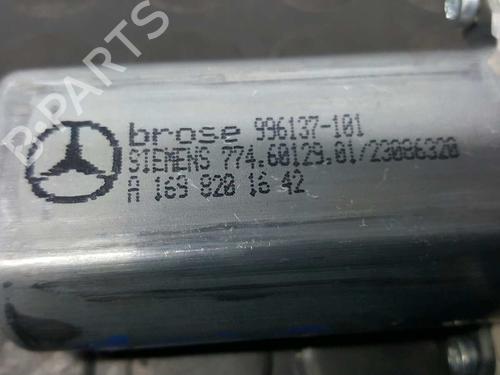 B-PARTS
brose 996137-101
SIEMENS 774.60129.01/23086320
A 169 820 16 42